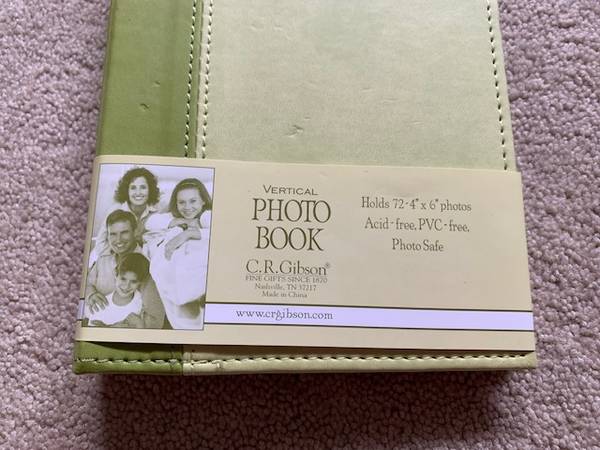 VERTICAL
PHOTO
BOOK
C.R.Gibson®
FINE GIFTS SINCE 1870
Nashville, TN 37217
Made in China
www.crgibson.com
Holds 72-4" x 6" photos
Acid-free, PVC-free,
Photo Safe